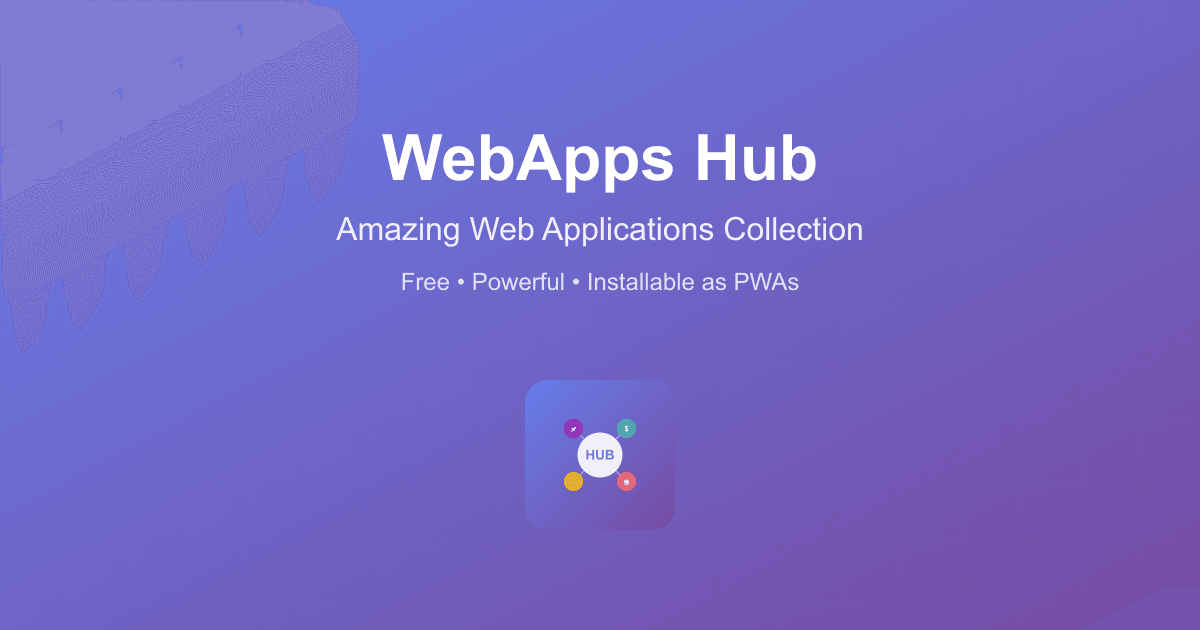 WebApps Hub
Amazing Web Applications Collection
Free • Powerful • Installable as PWAs
$
HUB